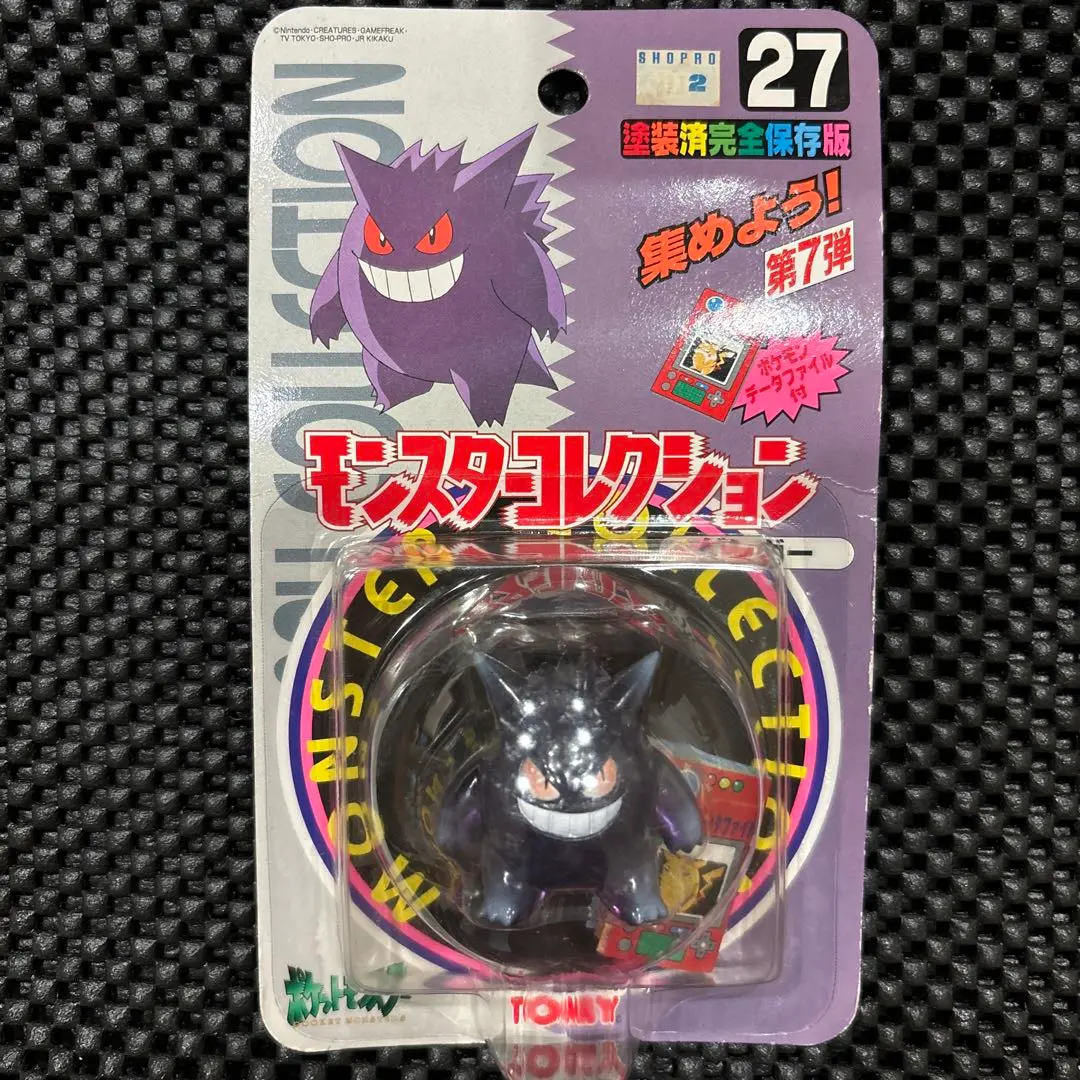 ©Nintendo・CREATURES・GAMEFREAK・
TV TOKYO・SHO-PRO・JR KIKAKU
SHOPRO
2
27
塗装済完全保存版
集めよう!
第7弾
ポケモン
データファイル
付
モンスターコレクション
MONSTER COLLECTION
ポケットモンスター
POCKET MONSTERS
TOMY